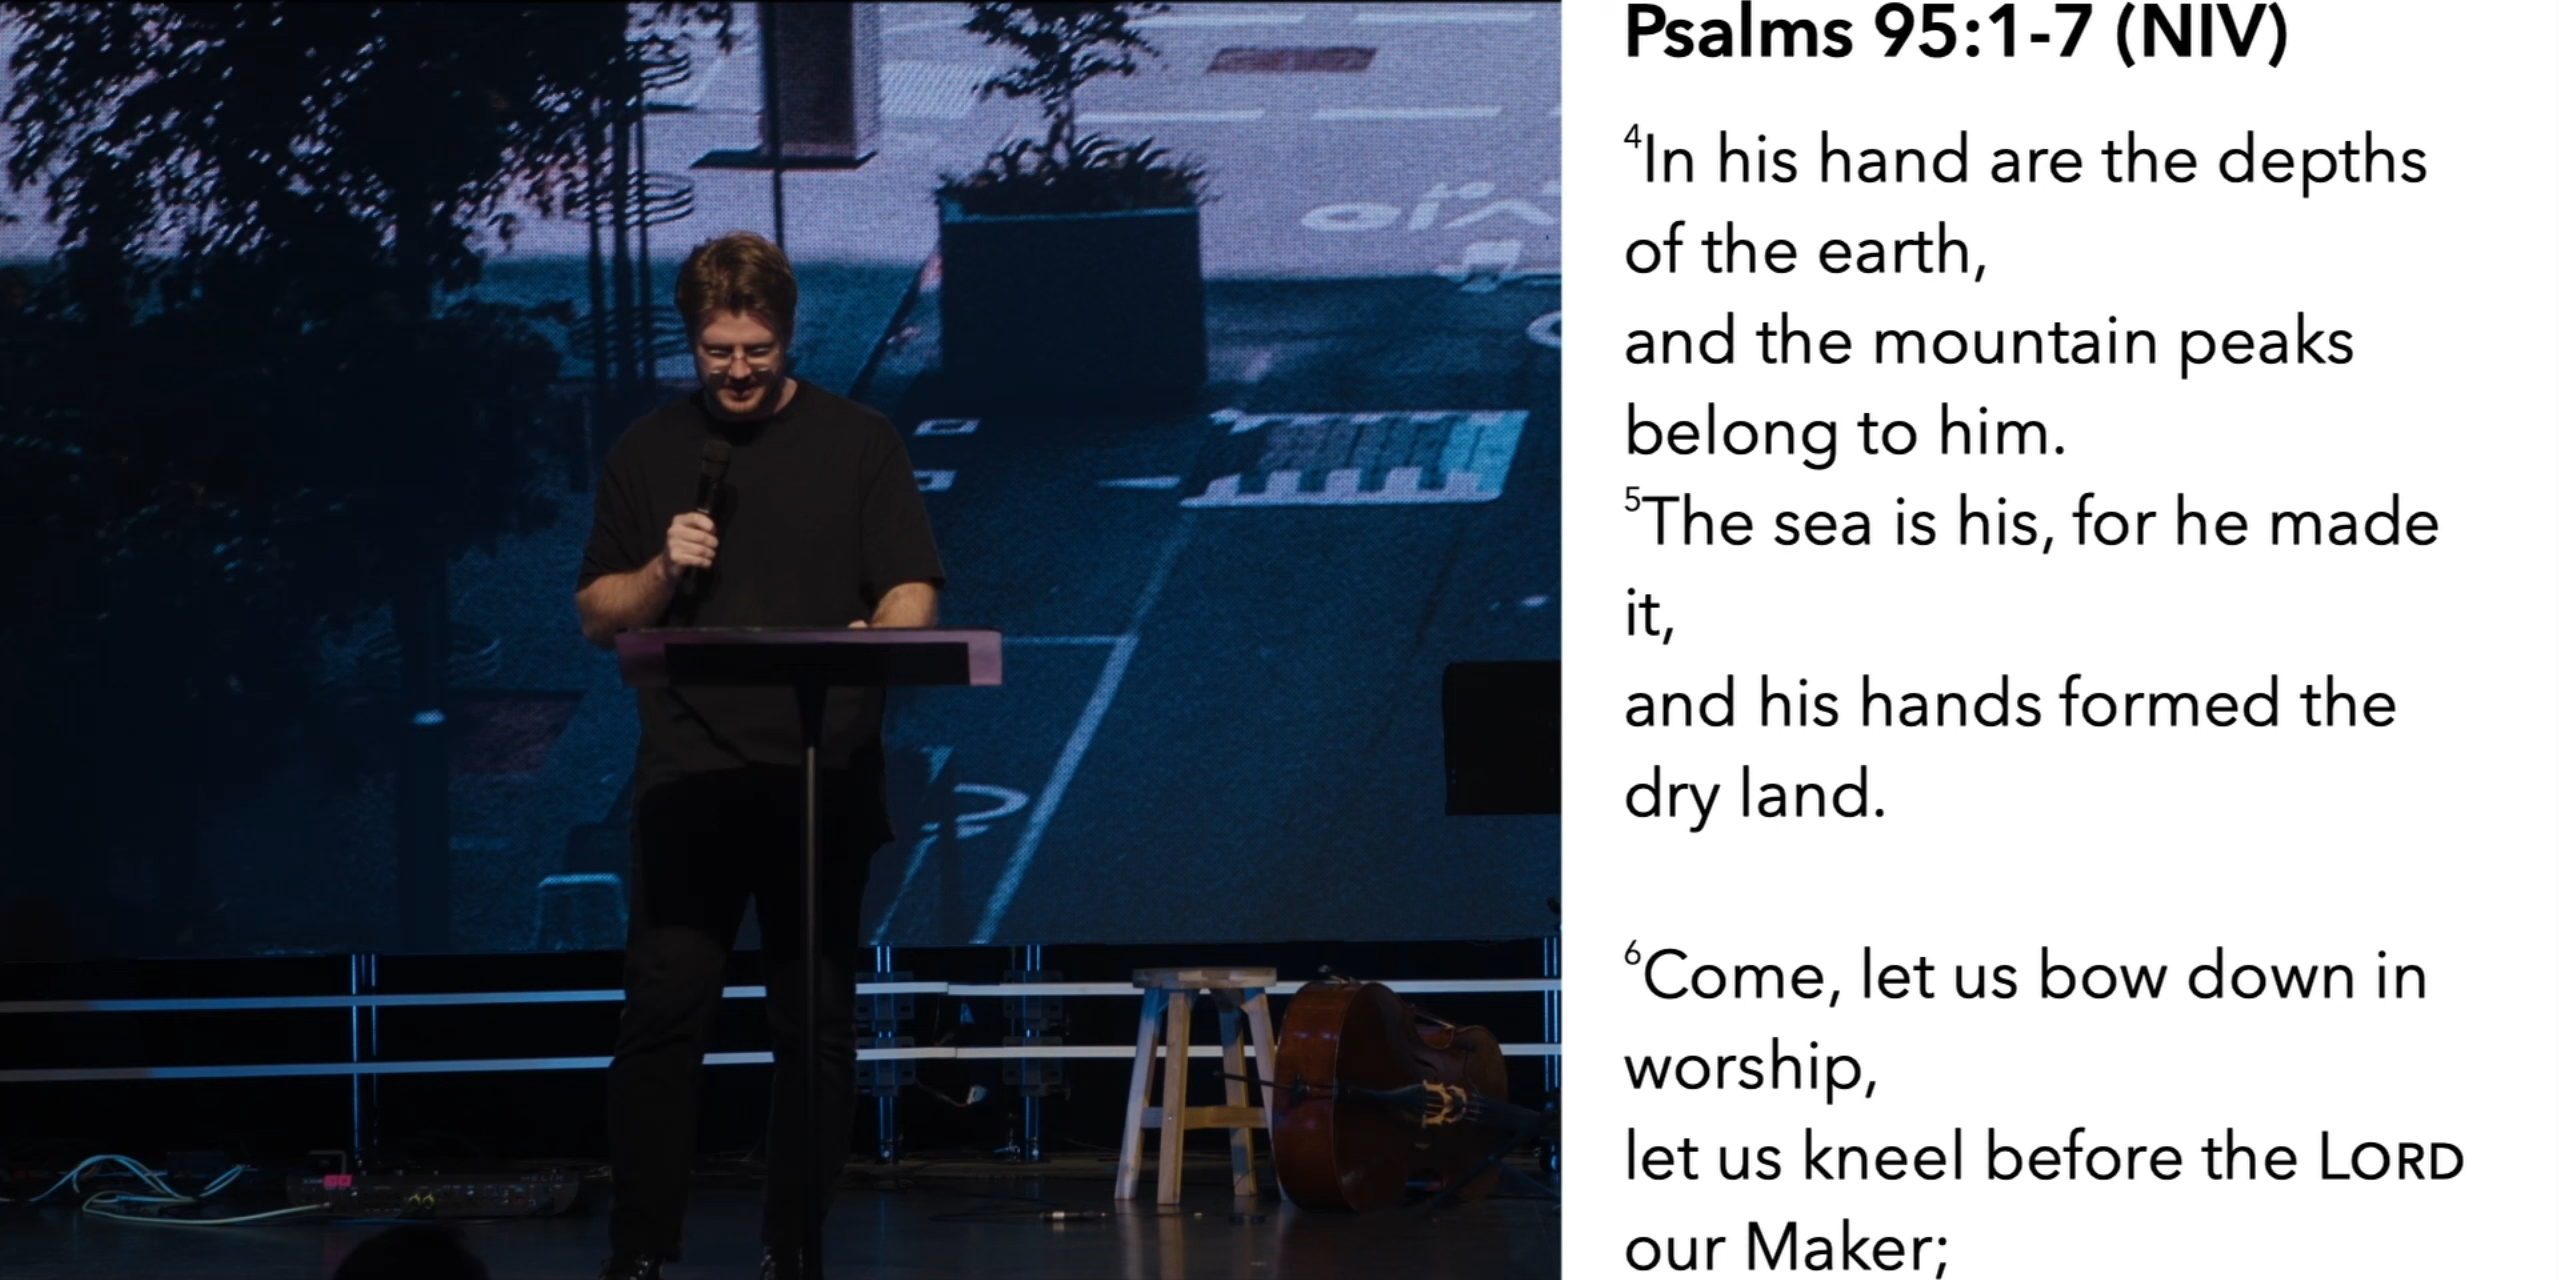 Psalms 95:1-7 (NIV)
4In his hand are the depths
of the earth,
and the mountain peaks
belong to him.
5The sea is his, for he made
it,
and his hands formed the
dry land.
6Come, let us bow down in
worship,
let us kneel before the LORD
our Maker;